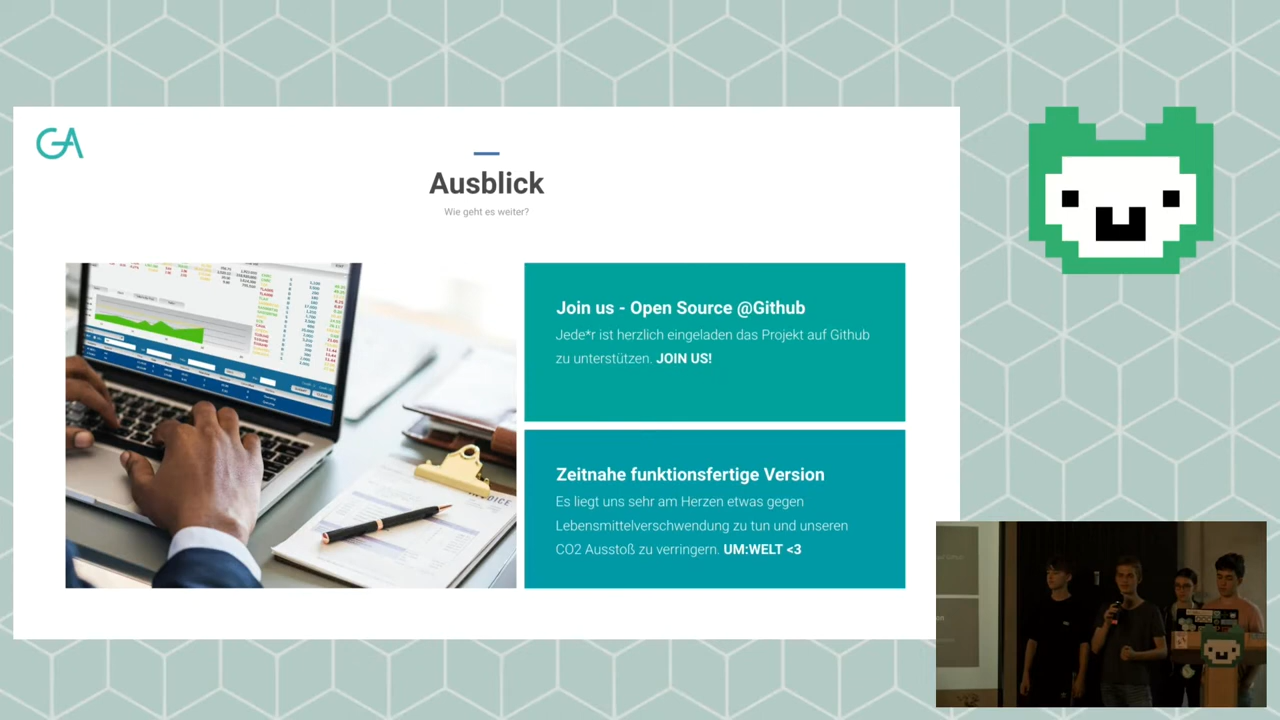 GA
Ausblick
Wie geht es weiter?
Join us - Open Source @Github
Jede*r ist herzlich eingeladen das Projekt auf Github
zu unterstützen. JOIN US!
Zeitnahe funktionsfertige Version
Es liegt uns sehr am Herzen etwas gegen
Lebensmittelverschwendung zu tun und unseren
CO2 Ausstoß zu verringern. UM:WELT <3